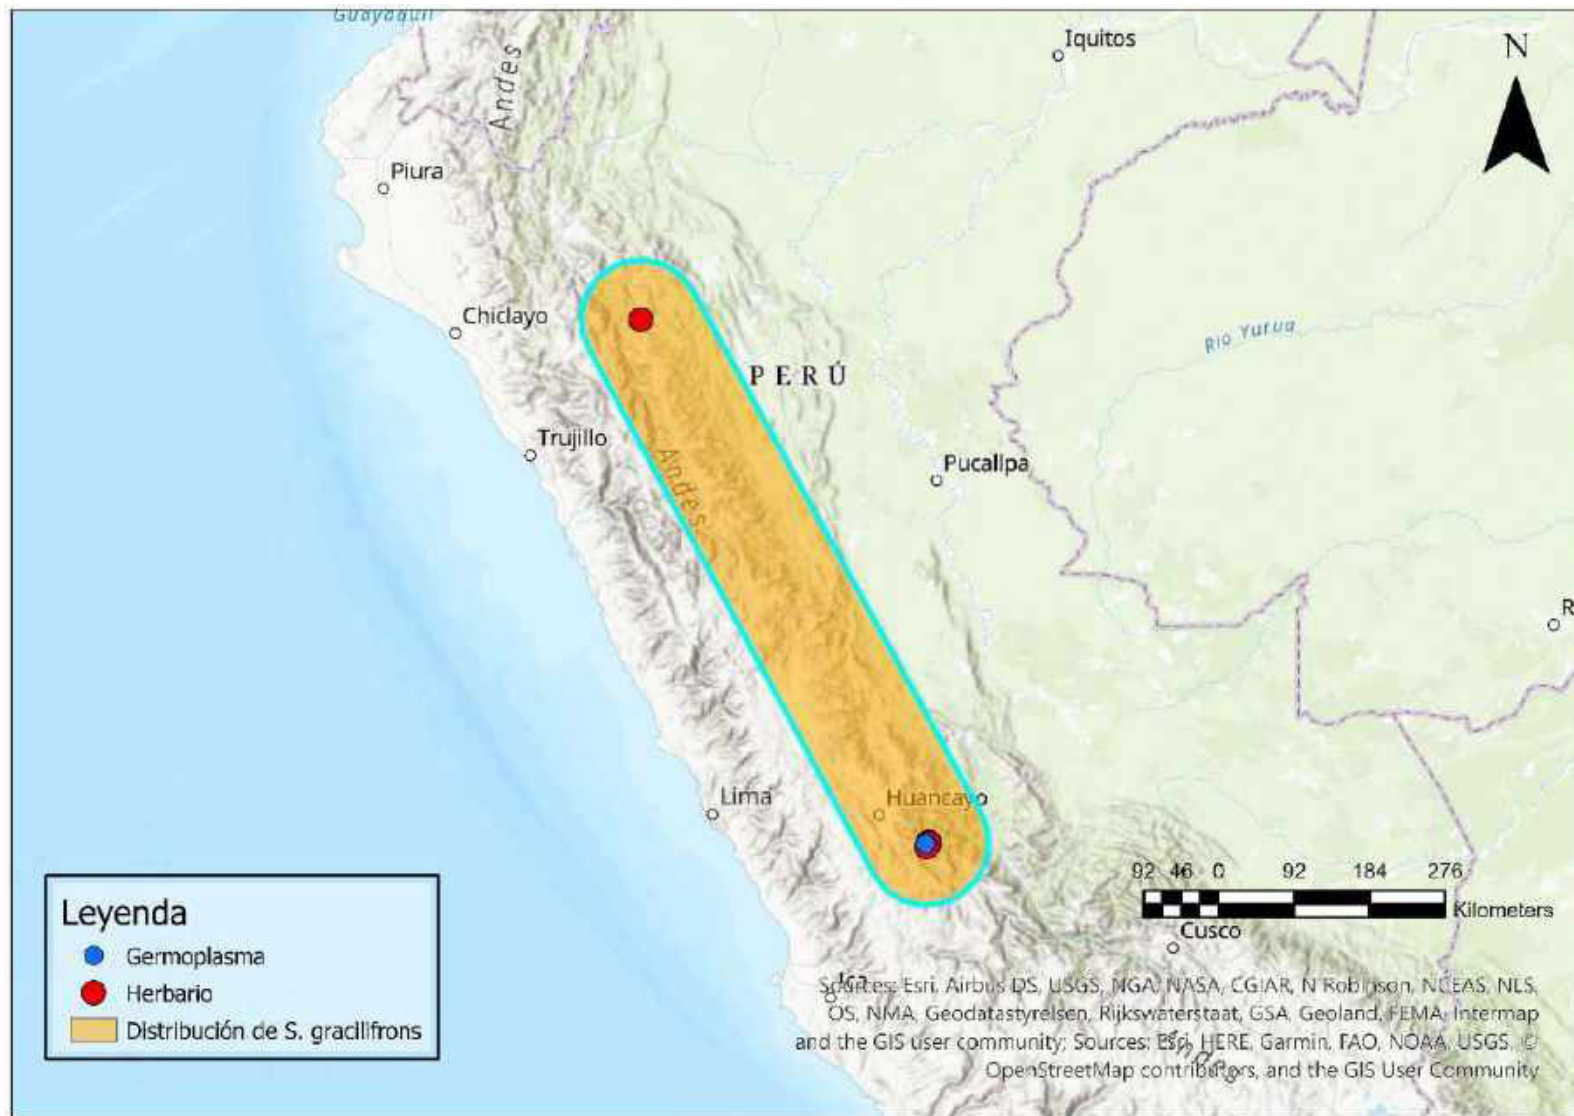 Guayaquil
Iquitos
N
Andes
Piura
Chiclayo
Río Yurua
PERÚ
Trujillo
Andes
Pucallpa
R
Lima
Huancayo
92 46 0 92 184 276
Kilometers
Cusco
Leyenda
Germoplasma
Herbario
Distribución de S. gracilifrons
Ica
Sources: Esri, Airbus DS, USGS, NGA, NASA, CGIAR, N Robinson, NCEAS, NLS,
OS, NMA, Geodatastyrelsen, Rijkswaterstaat, GSA, Geoland, FEMA, Intermap
and the GIS user community; Sources: Esri, HERE, Garmin, FAO, NOAA, USGS, ©
OpenStreetMap contributors, and the GIS User Community
Andes